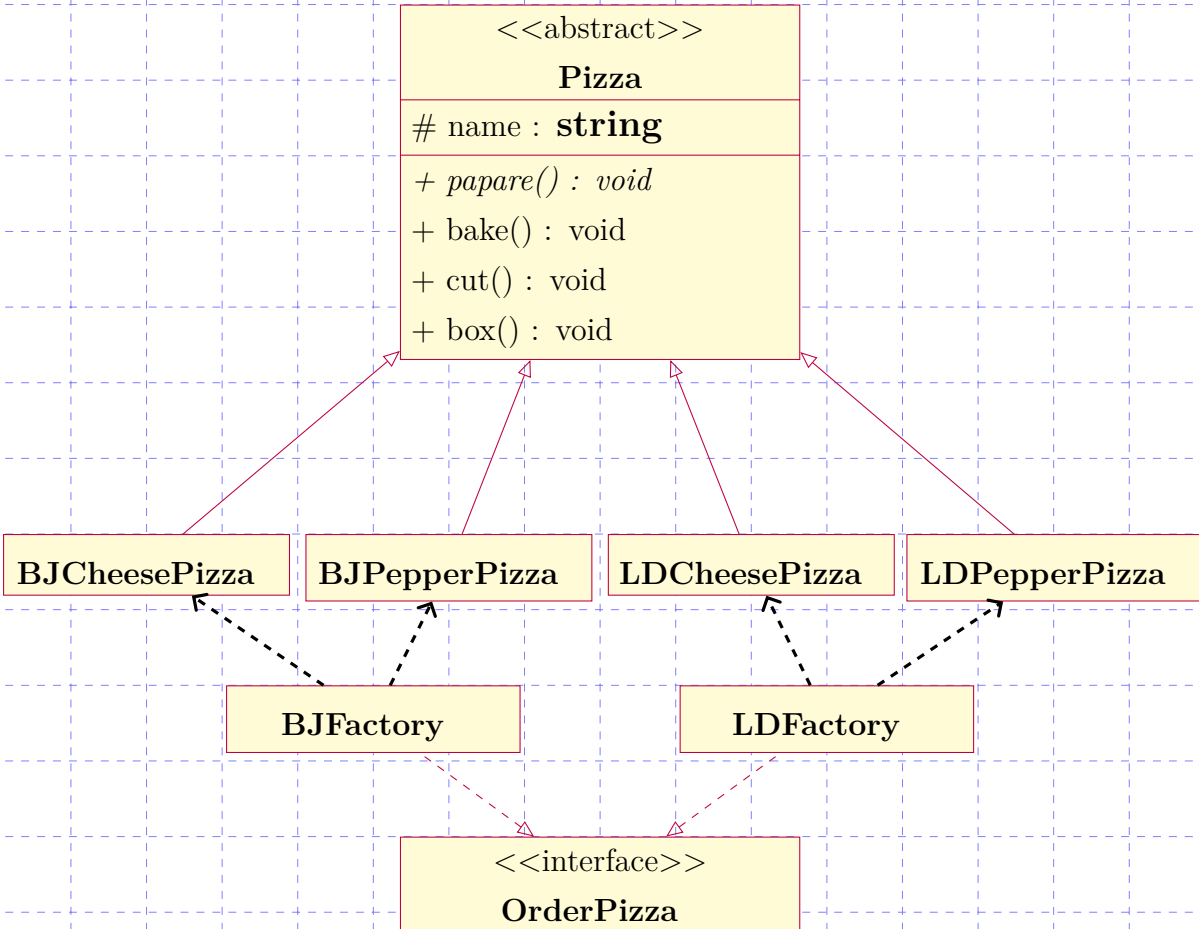 <<abstract>>
Pizza
# name : string
+ papare() : void
+ bake() : void
+ cut() : void
+ box() : void
BJCheesePizza
BJPepperPizza
LDCheesePizza
LDPepperPizza
BJFactory
LDFactory
<<interface>>
OrderPizza